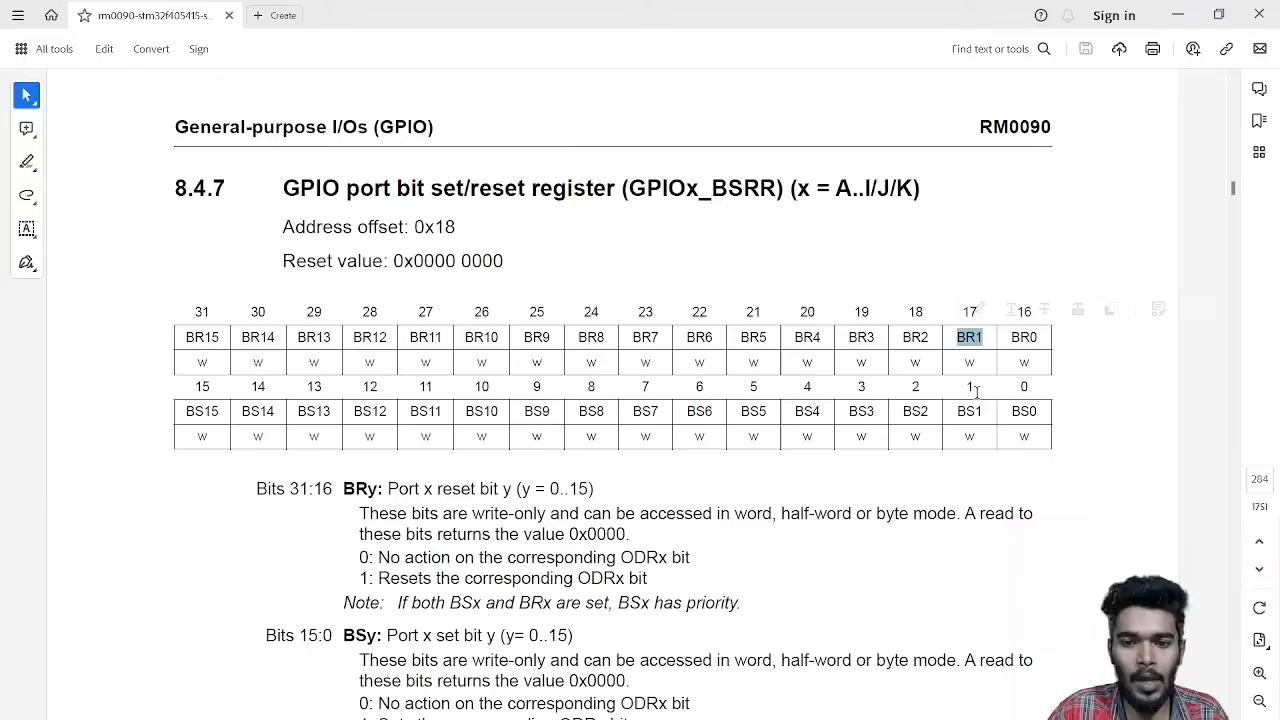 rm0090-stm32f405415-s...
Create
Sign in
All tools
Edit
Convert
Sign
Find text or tools
General-purpose I/Os (GPIO)
RM0090
8.4.7 GPIO port bit set/reset register (GPIOx_BSRR) (x = A..I/J/K)
Address offset: 0x18
Reset value: 0x0000 0000
31 30 29 28 27 26 25 24 23 22 21 20 19 18 17 16
BR15 BR14 BR13 BR12 BR11 BR10 BR9 BR8 BR7 BR6 BR5 BR4 BR3 BR2 BR1 BR0
w w w w w w w w w w w w w w w w
15 14 13 12 11 10 9 8 7 6 5 4 3 2 1 0
BS15 BS14 BS13 BS12 BS11 BS10 BS9 BS8 BS7 BS6 BS5 BS4 BS3 BS2 BS1 BS0
w w w w w w w w w w w w w w w w
284
1751
Bits 31:16 BRy: Port x reset bit y (y = 0..15)
These bits are write-only and can be accessed in word, half-word or byte mode. A read to
these bits returns the value 0x0000.
0: No action on the corresponding ODRx bit
1: Resets the corresponding ODRx bit
Note: If both BSx and BRx are set, BSx has priority.
Bits 15:0 BSy: Port x set bit y (y= 0..15)
These bits are write-only and can be accessed in word, half-word or byte mode. A read to
these bits returns the value 0x0000.
0: No action on the corresponding ODRx bit